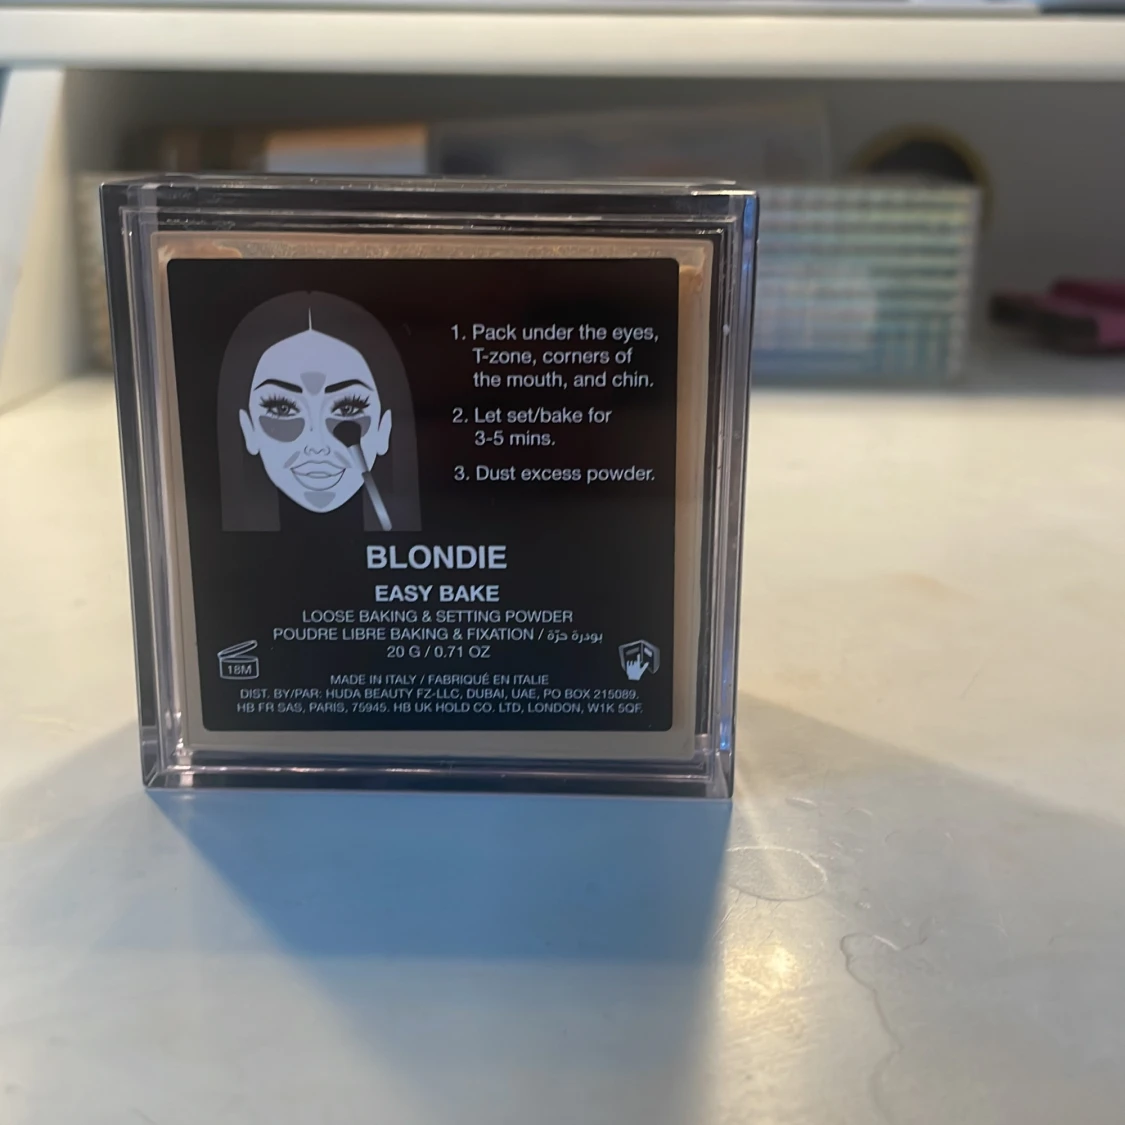 1. Pack under the eyes,
T-zone, corners of
the mouth, and chin.
2. Let set/bake for
3-5 mins.
3. Dust excess powder.
BLONDIE
EASY BAKE
LOOSE BAKING & SETTING POWDER
POUDRE LIBRE BAKING & FIXATION / بودرة حرّة
20 G / 0.71 OZ
18M
MADE IN ITALY / FABRIQUÉ EN ITALIE
DIST. BY/PAR: HUDA BEAUTY FZ-LLC, DUBAI, UAE, PO BOX 215089.
HB FR SAS, PARIS, 75945. HB UK HOLD CO. LTD, LONDON, W1K 5QF.